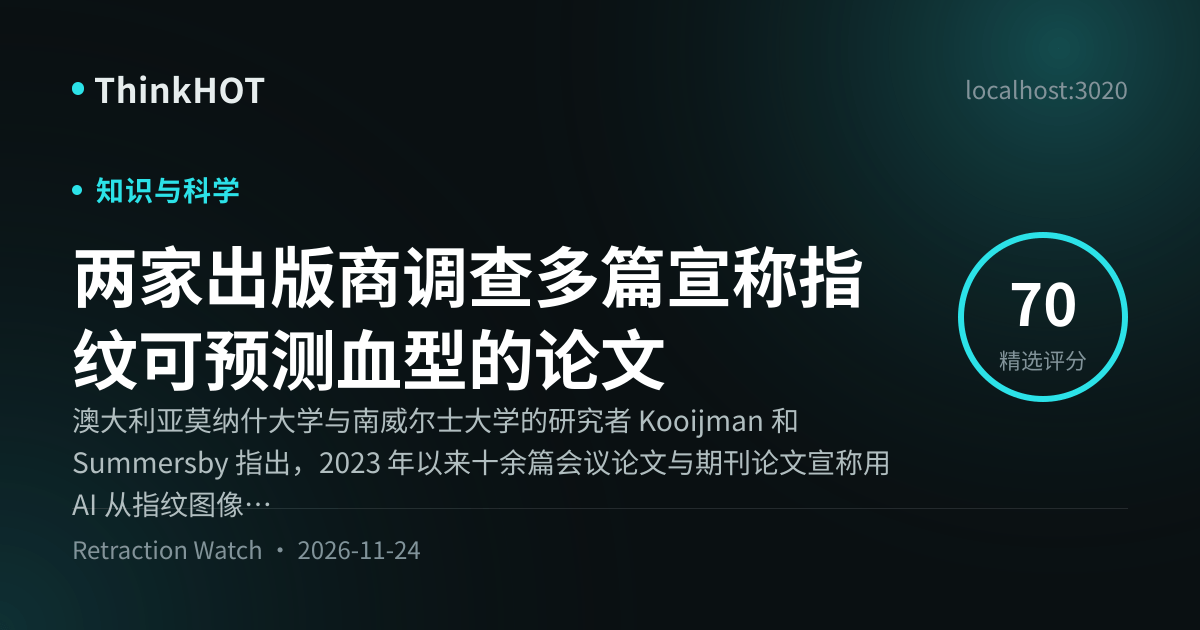 ThinkHOT
localhost:3020
知识与科学
两家出版商调查多篇宣称指
纹可预测血型的论文
70
精选评分
澳大利亚莫纳什大学与南威尔士大学的研究者 Kooijman 和
Summersby 指出，2023 年以来十余篇会议论文与期刊论文宣称用
AI 从指纹图像…
Retraction Watch · 2026-11-24